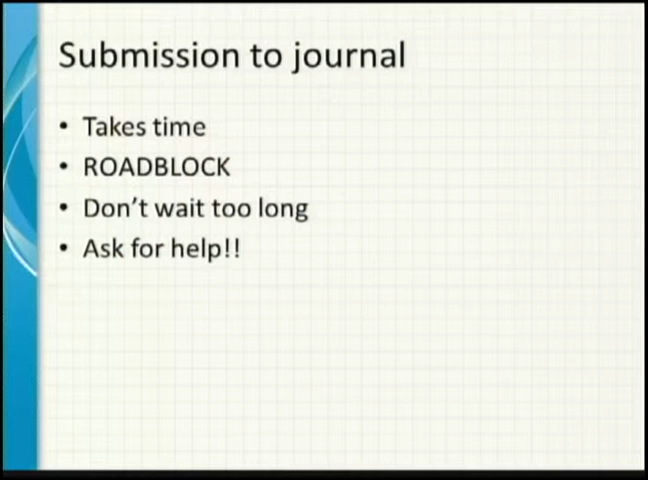 Submission to journal
• Takes time
• ROADBLOCK
• Don't wait too long
• Ask for help!!